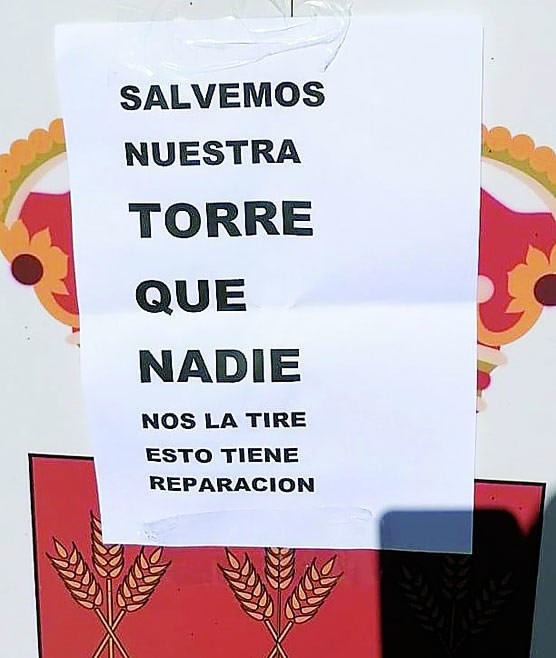 SALVEMOS
NUESTRA
TORRE
QUE
NADIE
NOS LA TIRE
ESTO TIENE
REPARACION